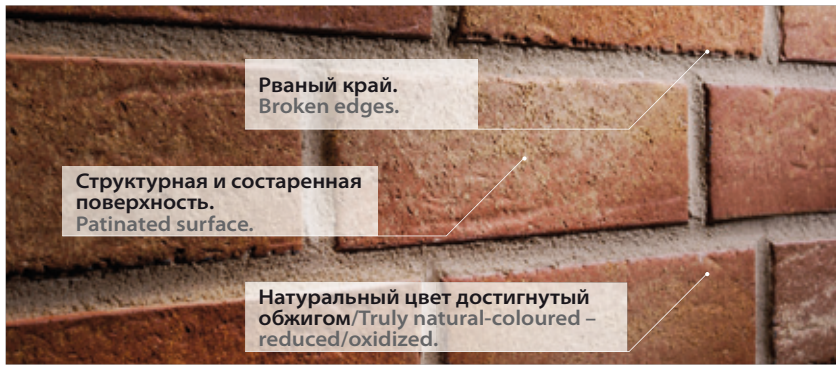 Рваный край.
Broken edges.
Структурная и состаренная
поверхность.
Patinated surface.
Натуральный цвет достигнутый
обжигом/Truly natural-coloured –
reduced/oxidized.